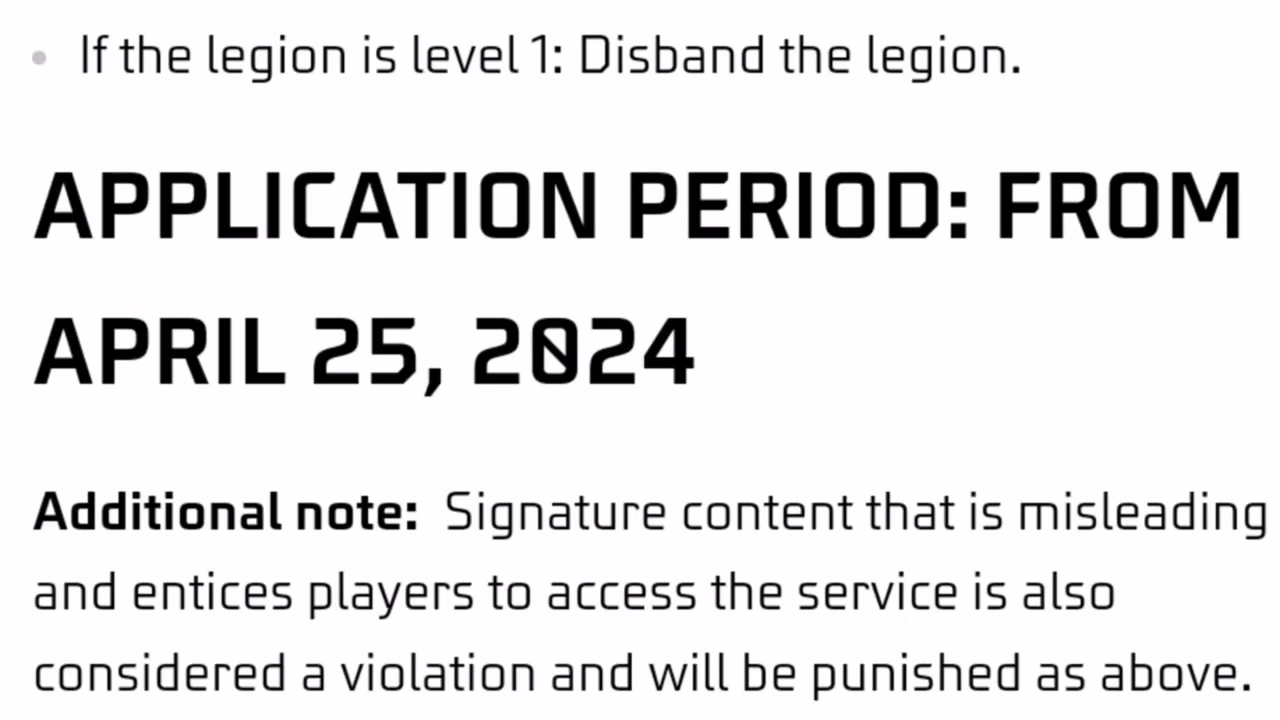 If the legion is level 1: Disband the legion.
APPLICATION PERIOD: FROM
APRIL 25, 2024
Additional note: Signature content that is misleading
and entices players to access the service is also
considered a violation and will be punished as above.